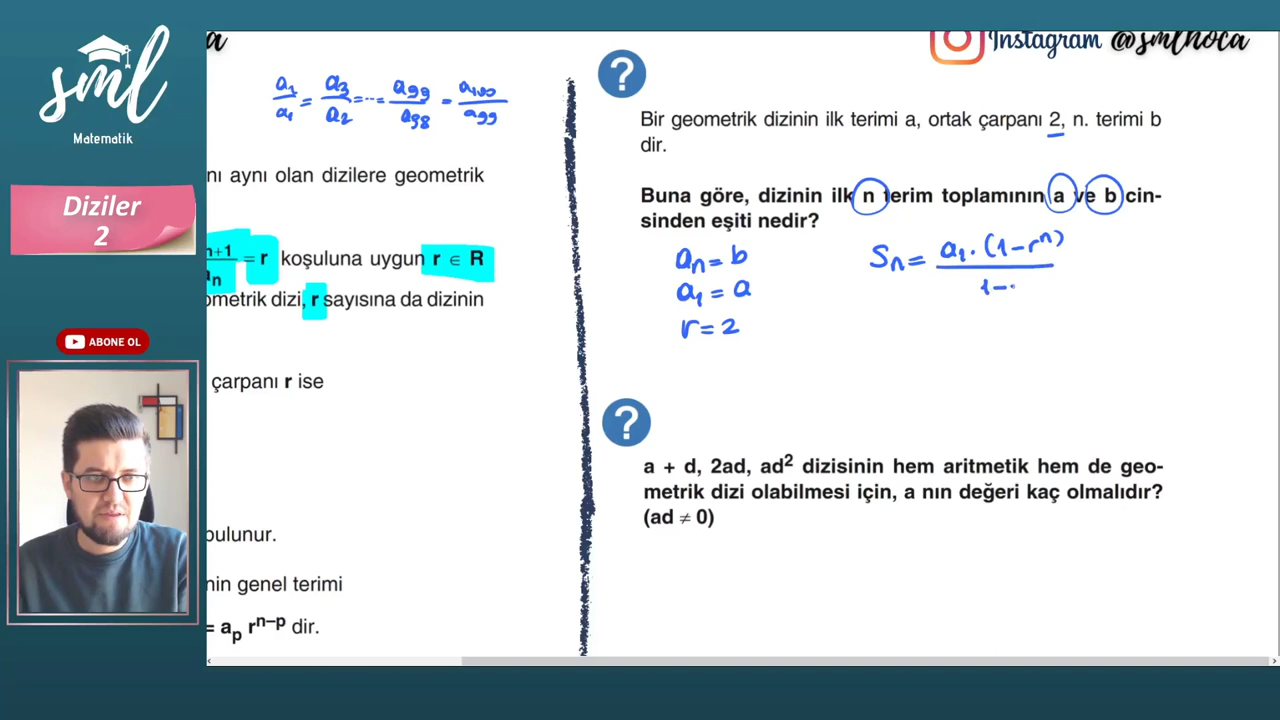 sml
Matematik
Diziler
2
ABONE OL
a
a₂/a₁ = a₃/a₂ = ... = a₉₉/a₉₈ = a₁₀₀/a₉₉
nı aynı olan dizilere geometrik
n+1/aₙ = r koşuluna uygun r ∈ R
ometrik dizi, r sayısına da dizinin
çarpanı r ise
bulunur.
nin genel terimi
= aₚ rⁿ⁻ᵖ dir.
Instagram @smlhoca
?
Bir geometrik dizinin ilk terimi a, ortak çarpanı 2, n. terimi b
dir.
Buna göre, dizinin ilk n terim toplamının a ve b cin-
sinden eşiti nedir?
aₙ = b
a₁ = a
r = 2
Sₙ = a₁ · (1 - rⁿ) / 1 -
?
a + d, 2ad, ad² dizisinin hem aritmetik hem de geo-
metrik dizi olabilmesi için, a nın değeri kaç olmalıdır?
(ad ≠ 0)